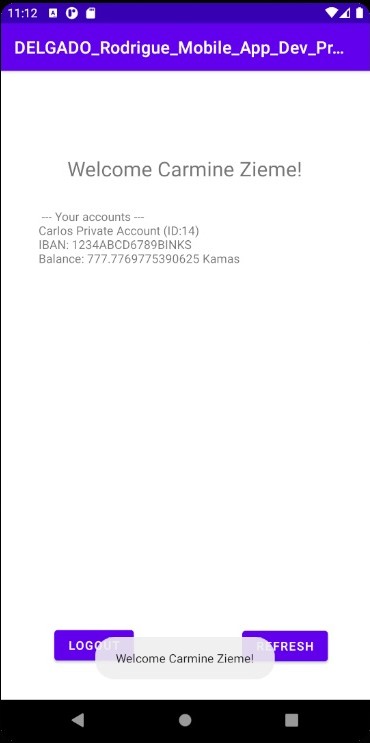 11:12
DELGADO_Rodrigue_Mobile_App_Dev_Pr...
Welcome Carmine Zieme!
--- Your accounts ---
Carlos Private Account (ID:14)
IBAN: 1234ABCD6789BINKS
Balance: 777.7769775390625 Kamas
LOGOUT
REFRESH
Welcome Carmine Zieme!